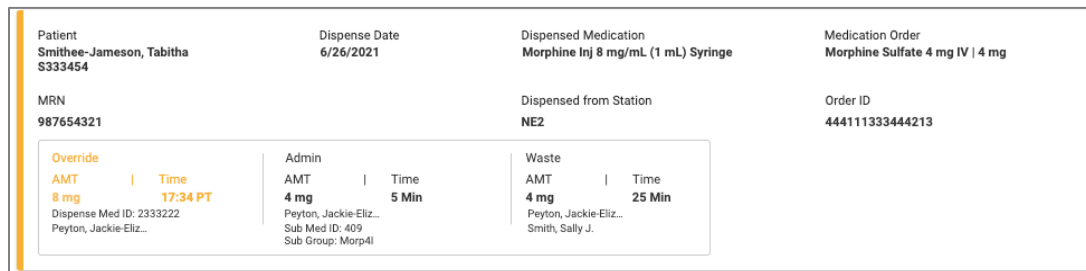 Patient Dispense Date Dispensed Medication Medication Order
Smithee-Jameson, Tabitha 6/26/2021 Morphine Inj 8 mg/mL (1 mL) Syringe Morphine Sulfate 4 mg IV | 4 mg
S333454
MRN Dispensed from Station Order ID
987654321 NE2 444111333444213
Override Admin Waste
AMT | Time AMT | Time AMT | Time
8 mg 17:34 PT 4 mg 5 Min 4 mg 25 Min
Dispense Med ID: 2333222 Peyton, Jackie-Eliz... Peyton, Jackie-Eliz...
Peyton, Jackie-Eliz... Sub Med ID: 409 Smith, Sally J.
Sub Group: Morp4I